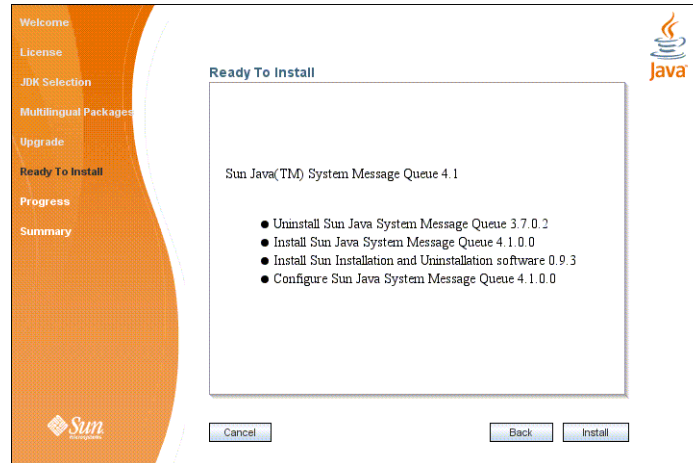 Welcome
License
JDK Selection
Multilingual Packages
Upgrade
Ready To Install
Progress
Summary
Sun
microsystems
Java
Ready To Install
Sun Java(TM) System Message Queue 4.1
● Uninstall Sun Java System Message Queue 3.7.0.2
● Install Sun Java System Message Queue 4.1.0.0
● Install Sun Installation and Uninstallation software 0.9.3
● Configure Sun Java System Message Queue 4.1.0.0
Cancel
Back
Install